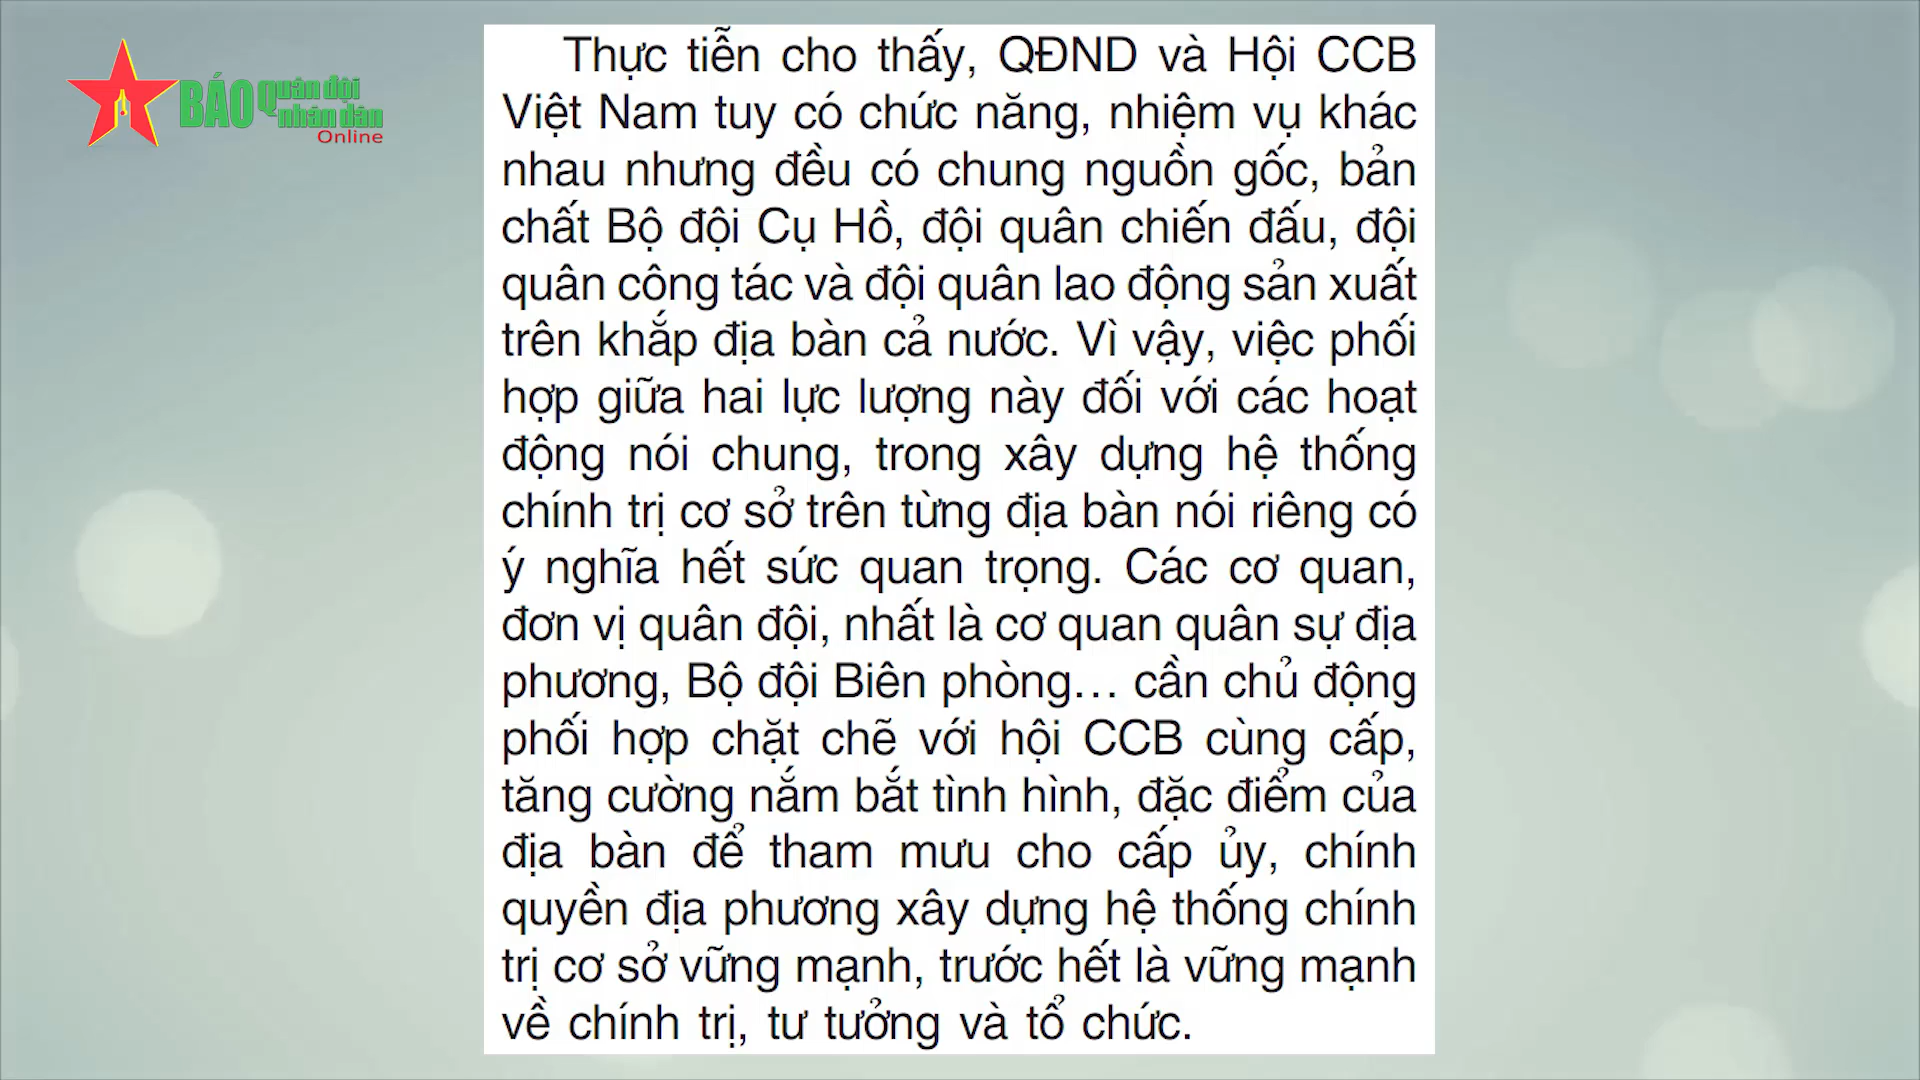 BÁO Quân đội
nhân dân
Online
Thực tiễn cho thấy, QĐND và Hội CCB
Việt Nam tuy có chức năng, nhiệm vụ khác
nhau nhưng đều có chung nguồn gốc, bản
chất Bộ đội Cụ Hồ, đội quân chiến đấu, đội
quân công tác và đội quân lao động sản xuất
trên khắp địa bàn cả nước. Vì vậy, việc phối
hợp giữa hai lực lượng này đối với các hoạt
động nói chung, trong xây dựng hệ thống
chính trị cơ sở trên từng địa bàn nói riêng có
ý nghĩa hết sức quan trọng. Các cơ quan,
đơn vị quân đội, nhất là cơ quan quân sự địa
phương, Bộ đội Biên phòng… cần chủ động
phối hợp chặt chẽ với hội CCB cùng cấp,
tăng cường nắm bắt tình hình, đặc điểm của
địa bàn để tham mưu cho cấp ủy, chính
quyền địa phương xây dựng hệ thống chính
trị cơ sở vững mạnh, trước hết là vững mạnh
về chính trị, tư tưởng và tổ chức.